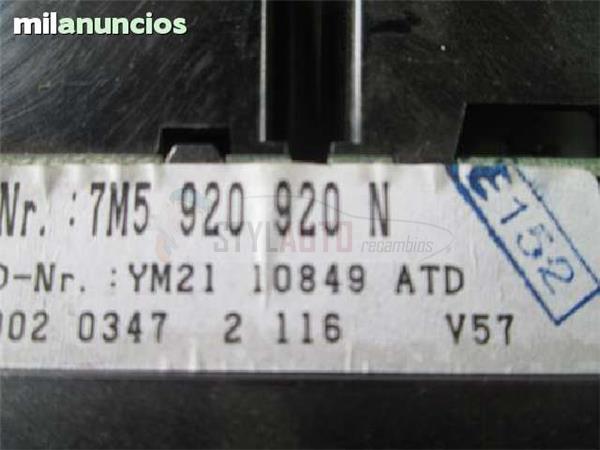 milanuncios
Nr. :7M5 920 920 N
STYLAUTO
recambios
D-Nr. :YM21 10849 ATD
002 0347 2 116 V57
E152